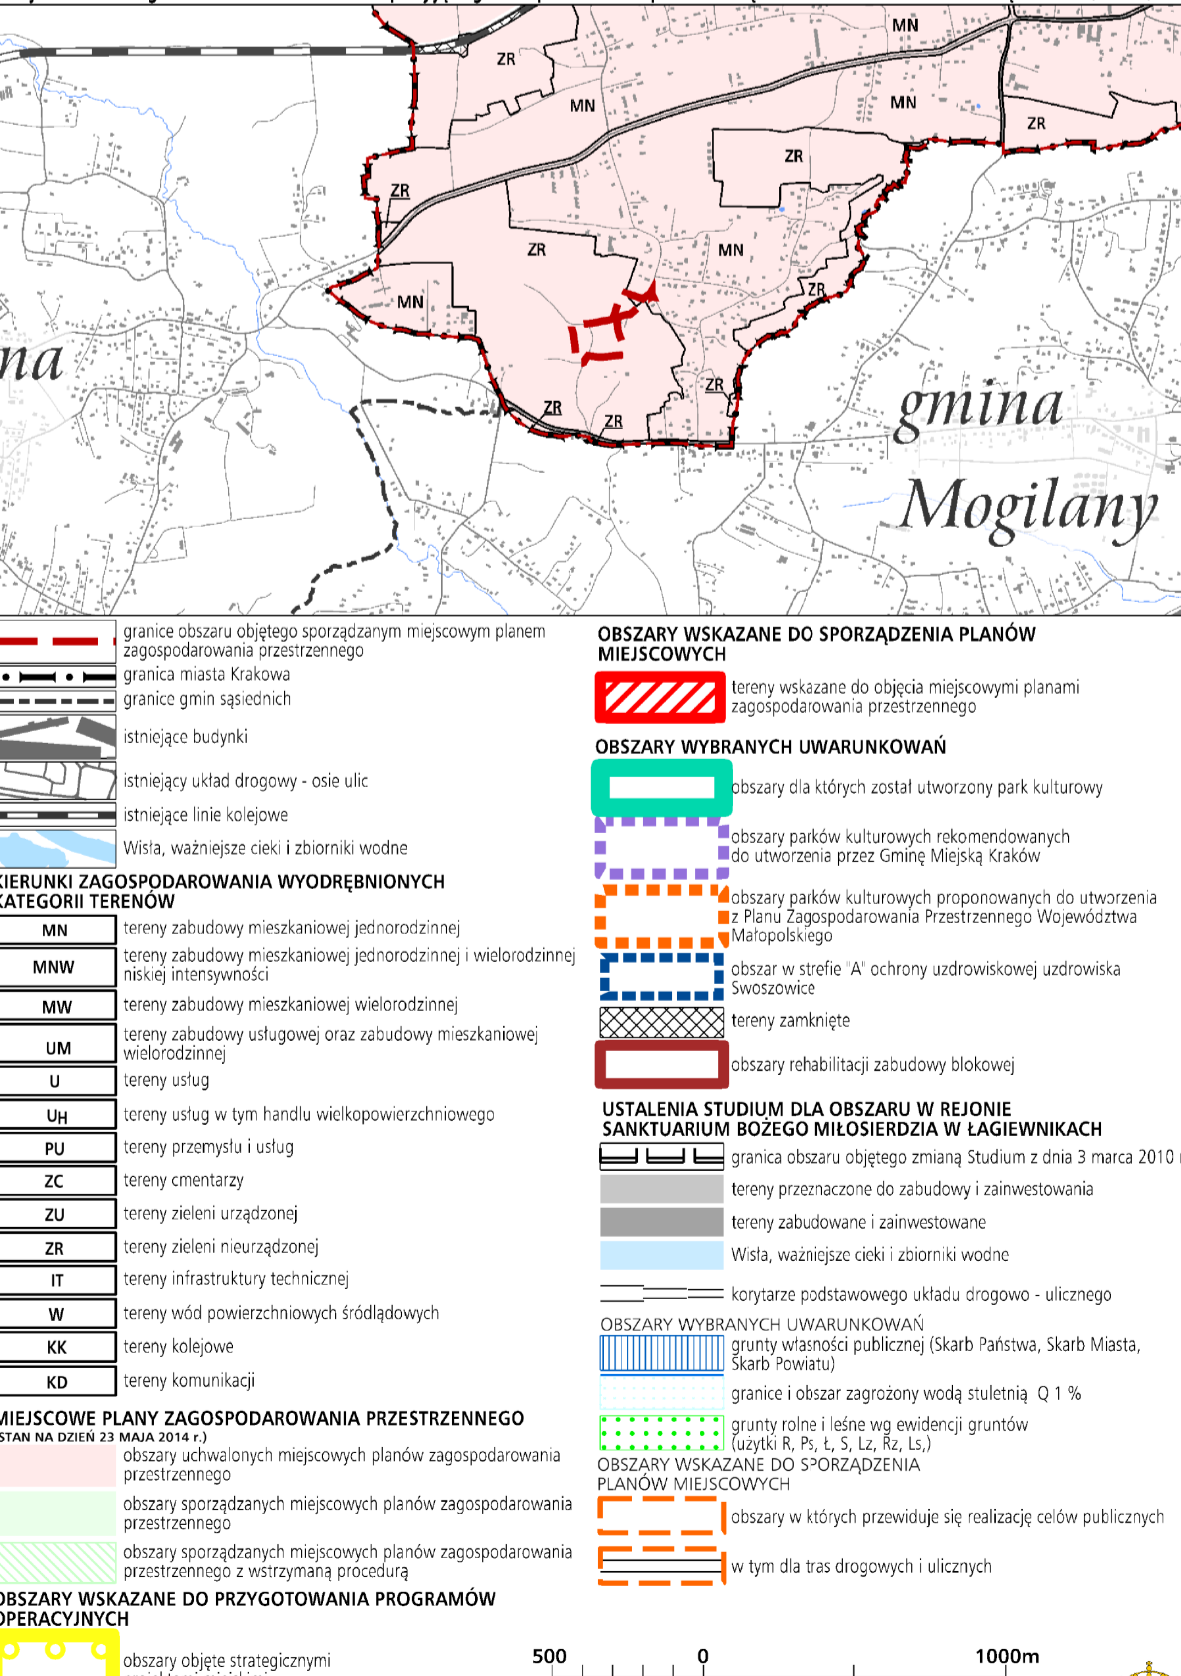 ZR
MN
MN
MN
ZR
ZR
ZR
ZR
MN
ZR
MN
ZR
ZR
ZR
na
gmina
Mogilany
granice obszaru objętego sporządzanym miejscowym planem
zagospodarowania przestrzennego
granica miasta Krakowa
granice gmin sąsiednich
istniejące budynki
istniejący układ drogowy - osie ulic
istniejące linie kolejowe
Wisła, ważniejsze cieki i zbiorniki wodne
KIERUNKI ZAGOSPODAROWANIA WYODRĘBNIONYCH
KATEGORII TERENÓW
MN tereny zabudowy mieszkaniowej jednorodzinnej
MNW tereny zabudowy mieszkaniowej jednorodzinnej i wielorodzinnej
niskiej intensywności
MW tereny zabudowy mieszkaniowej wielorodzinnej
UM tereny zabudowy usługowej oraz zabudowy mieszkaniowej
wielorodzinnej
U tereny usług
UH tereny usług w tym handlu wielkopowierzchniowego
PU tereny przemysłu i usług
ZC tereny cmentarzy
ZU tereny zieleni urządzonej
ZR tereny zieleni nieurządzonej
IT tereny infrastruktury technicznej
W tereny wód powierzchniowych śródlądowych
KK tereny kolejowe
KD tereny komunikacji
MIEJSCOWE PLANY ZAGOSPODAROWANIA PRZESTRZENNEGO
(STAN NA DZIEŃ 23 MAJA 2014 r.)
obszary uchwalonych miejscowych planów zagospodarowania
przestrzennego
obszary sporządzanych miejscowych planów zagospodarowania
przestrzennego
obszary sporządzanych miejscowych planów zagospodarowania
przestrzennego z wstrzymaną procedurą
OBSZARY WSKAZANE DO PRZYGOTOWANIA PROGRAMÓW
OPERACYJNYCH
obszary objęte strategicznymi
OBSZARY WSKAZANE DO SPORZĄDZENIA PLANÓW
MIEJSCOWYCH
tereny wskazane do objęcia miejscowymi planami
zagospodarowania przestrzennego
OBSZARY WYBRANYCH UWARUNKOWAŃ
obszary dla których został utworzony park kulturowy
obszary parków kulturowych rekomendowanych
do utworzenia przez Gminę Miejską Kraków
obszary parków kulturowych proponowanych do utworzenia
z Planu Zagospodarowania Przestrzennego Województwa
Małopolskiego
obszar w strefie "A" ochrony uzdrowiskowej uzdrowiska
Swoszowice
tereny zamknięte
obszary rehabilitacji zabudowy blokowej
USTALENIA STUDIUM DLA OBSZARU W REJONIE
SANKTUARIUM BOŻEGO MIŁOSIERDZIA W ŁAGIEWNIKACH
granica obszaru objętego zmianą Studium z dnia 3 marca 2010 r
tereny przeznaczone do zabudowy i zainwestowania
tereny zabudowane i zainwestowane
Wisła, ważniejsze cieki i zbiorniki wodne
korytarze podstawowego układu drogowo - ulicznego
OBSZARY WYBRANYCH UWARUNKOWAŃ
grunty własności publicznej (Skarb Państwa, Skarb Miasta,
Skarb Powiatu)
granice i obszar zagrożony wodą stuletnią Q 1 %
grunty rolne i leśne wg ewidencji gruntów
(użytki R, Ps, Ł, S, Lz, Rz, Ls,)
OBSZARY WSKAZANE DO SPORZĄDZENIA
PLANÓW MIEJSCOWYCH
obszary w których przewiduje się realizację celów publicznych
w tym dla tras drogowych i ulicznych
500 0 1000m